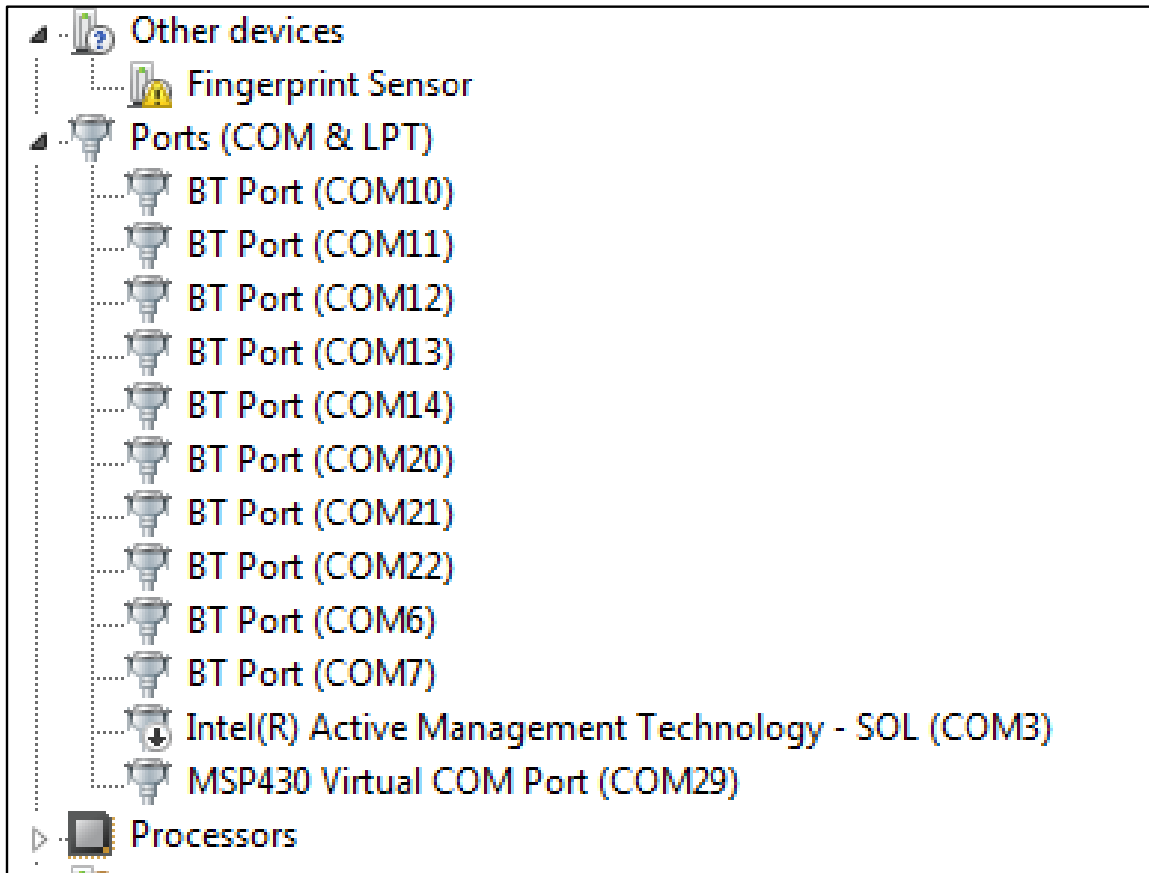 Other devices
Fingerprint Sensor
Ports (COM & LPT)
BT Port (COM10)
BT Port (COM11)
BT Port (COM12)
BT Port (COM13)
BT Port (COM14)
BT Port (COM20)
BT Port (COM21)
BT Port (COM22)
BT Port (COM6)
BT Port (COM7)
Intel(R) Active Management Technology - SOL (COM3)
MSP430 Virtual COM Port (COM29)
Processors